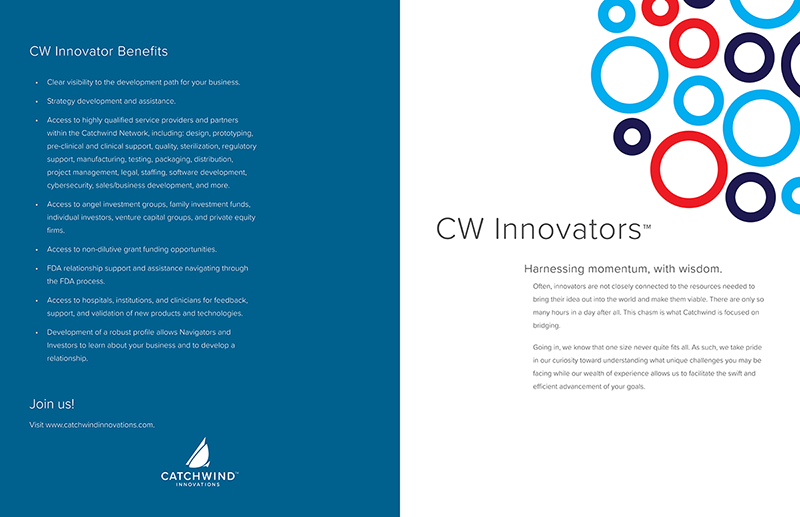 CW Innovator Benefits
• Clear visibility to the development path for your business.
• Strategy development and assistance.
• Access to highly qualified service providers and partners
within the Catchwind Network, including: design, prototyping,
pre-clinical and clinical support, quality, sterilization, regulatory
support, manufacturing, testing, packaging, distribution,
project management, legal, staffing, software development,
cybersecurity, sales/business development, and more.
• Access to angel investment groups, family investment funds,
individual investors, venture capital groups, and private equity
firms.
• Access to non-dilutive grant funding opportunities.
• FDA relationship support and assistance navigating through
the FDA process.
• Access to hospitals, institutions, and clinicians for feedback,
support, and validation of new products and technologies.
• Development of a robust profile allows Navigators and
Investors to learn about your business and to develop a
relationship.
Join us!
Visit www.catchwindinnovations.com.
CATCHWIND™
INNOVATIONS
CW Innovators™
Harnessing momentum, with wisdom.
Often, innovators are not closely connected to the resources needed to
bring their idea out into the world and make them viable. There are only so
many hours in a day after all. This chasm is what Catchwind is focused on
bridging.
Going in, we know that one size never quite fits all. As such, we take pride
in our curiosity toward understanding what unique challenges you may be
facing while our wealth of experience allows us to facilitate the swift and
efficient advancement of your goals.